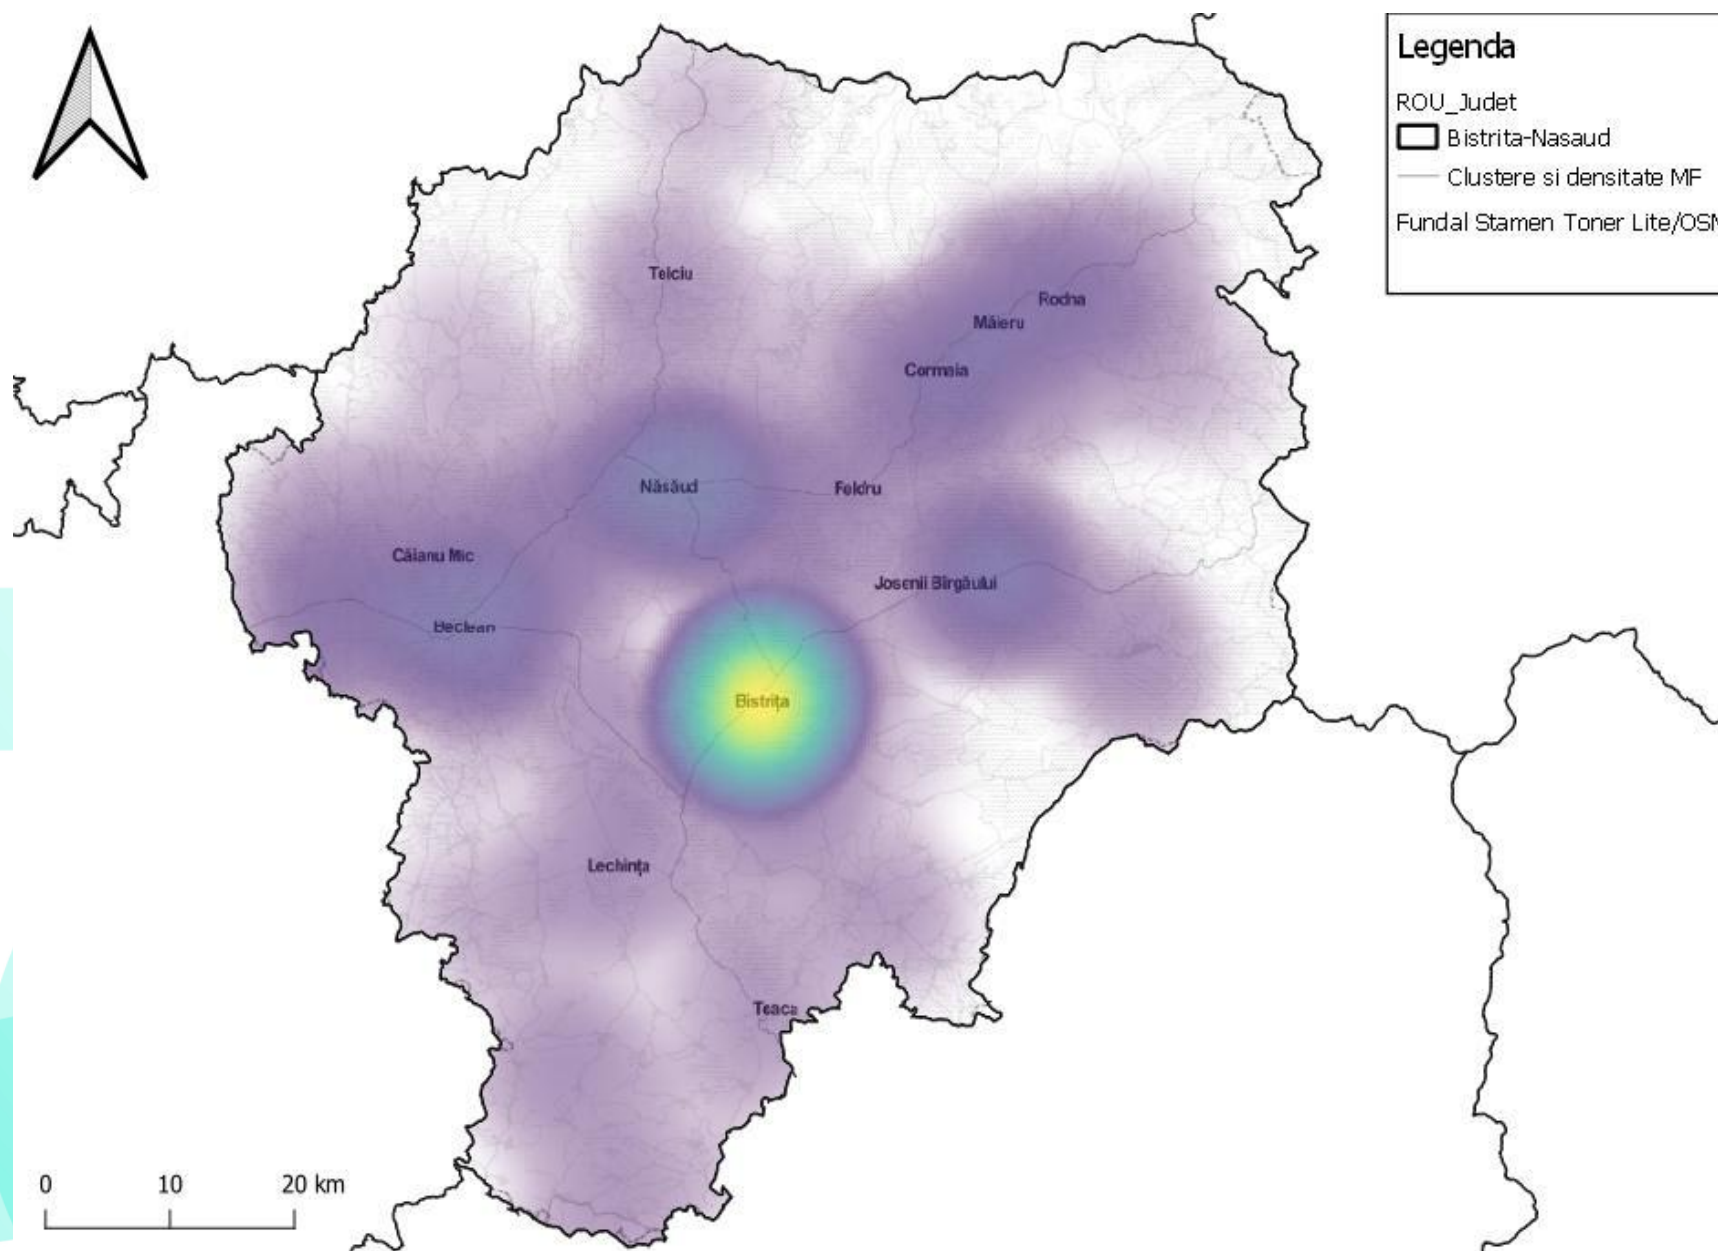 Legenda
ROU_Judet
Bistrita-Nasaud
Clustere si densitate MF
Fundal Stamen Toner Lite/OSM
Telciu
Rodna
Măieru
Cormaia
Năsăud
Feldru
Căianu Mic
Josenii Bîrgăului
Beclean
Bistrița
Lechința
Teaca
0 10 20 km